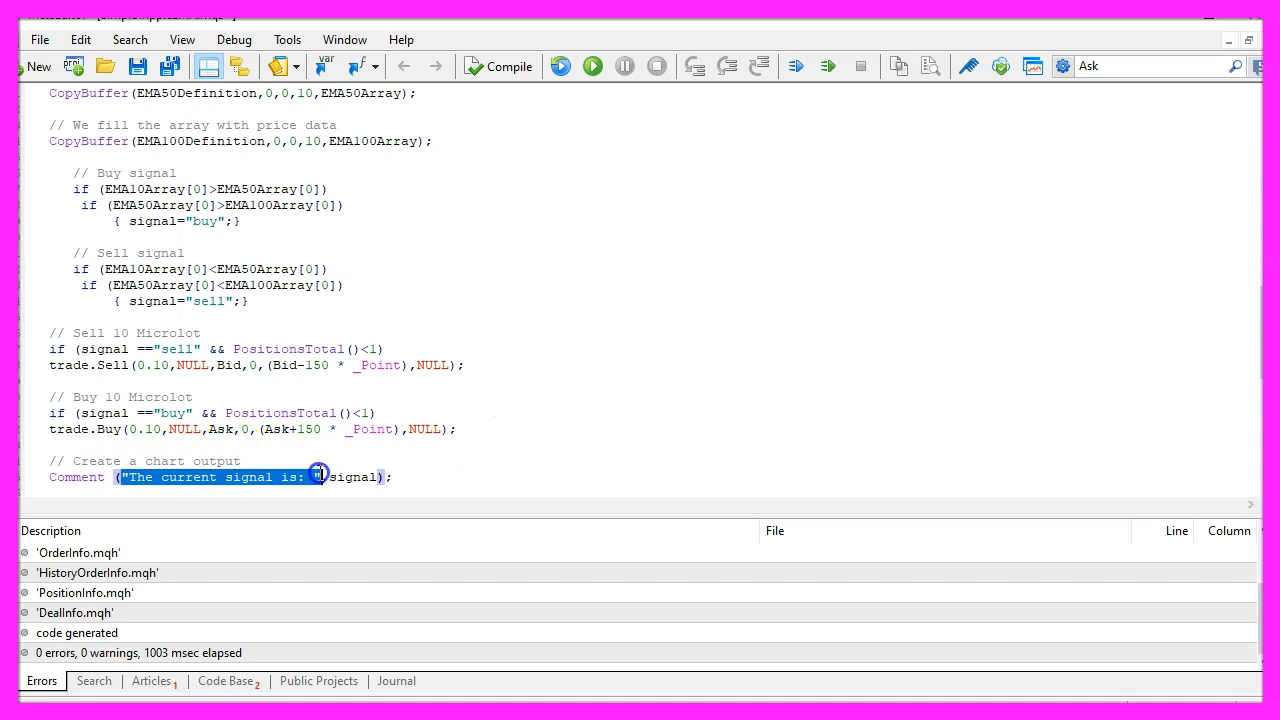 File Edit Search View Debug Tools Window Help
New Compile Ask
CopyBuffer(EMA50Definition,0,0,10,EMA50Array);
// We fill the array with price data
CopyBuffer(EMA100Definition,0,0,10,EMA100Array);
// Buy signal
if (EMA10Array[0]>EMA50Array[0])
if (EMA50Array[0]>EMA100Array[0])
{ signal="buy";}
// Sell signal
if (EMA10Array[0]<EMA50Array[0])
if (EMA50Array[0]<EMA100Array[0])
{ signal="sell";}
// Sell 10 Microlot
if (signal =="sell" && PositionsTotal()<1)
trade.Sell(0.10,NULL,Bid,0,(Bid-150 * _Point),NULL);
// Buy 10 Microlot
if (signal =="buy" && PositionsTotal()<1)
trade.Buy(0.10,NULL,Ask,0,(Ask+150 * _Point),NULL);
// Create a chart output
Comment ("The current signal is: " signal);
Description File Line Column
'OrderInfo.mqh'
'HistoryOrderInfo.mqh'
'PositionInfo.mqh'
'DealInfo.mqh'
code generated
0 errors, 0 warnings, 1003 msec elapsed
Errors Search Articles 1 Code Base 2 Public Projects Journal